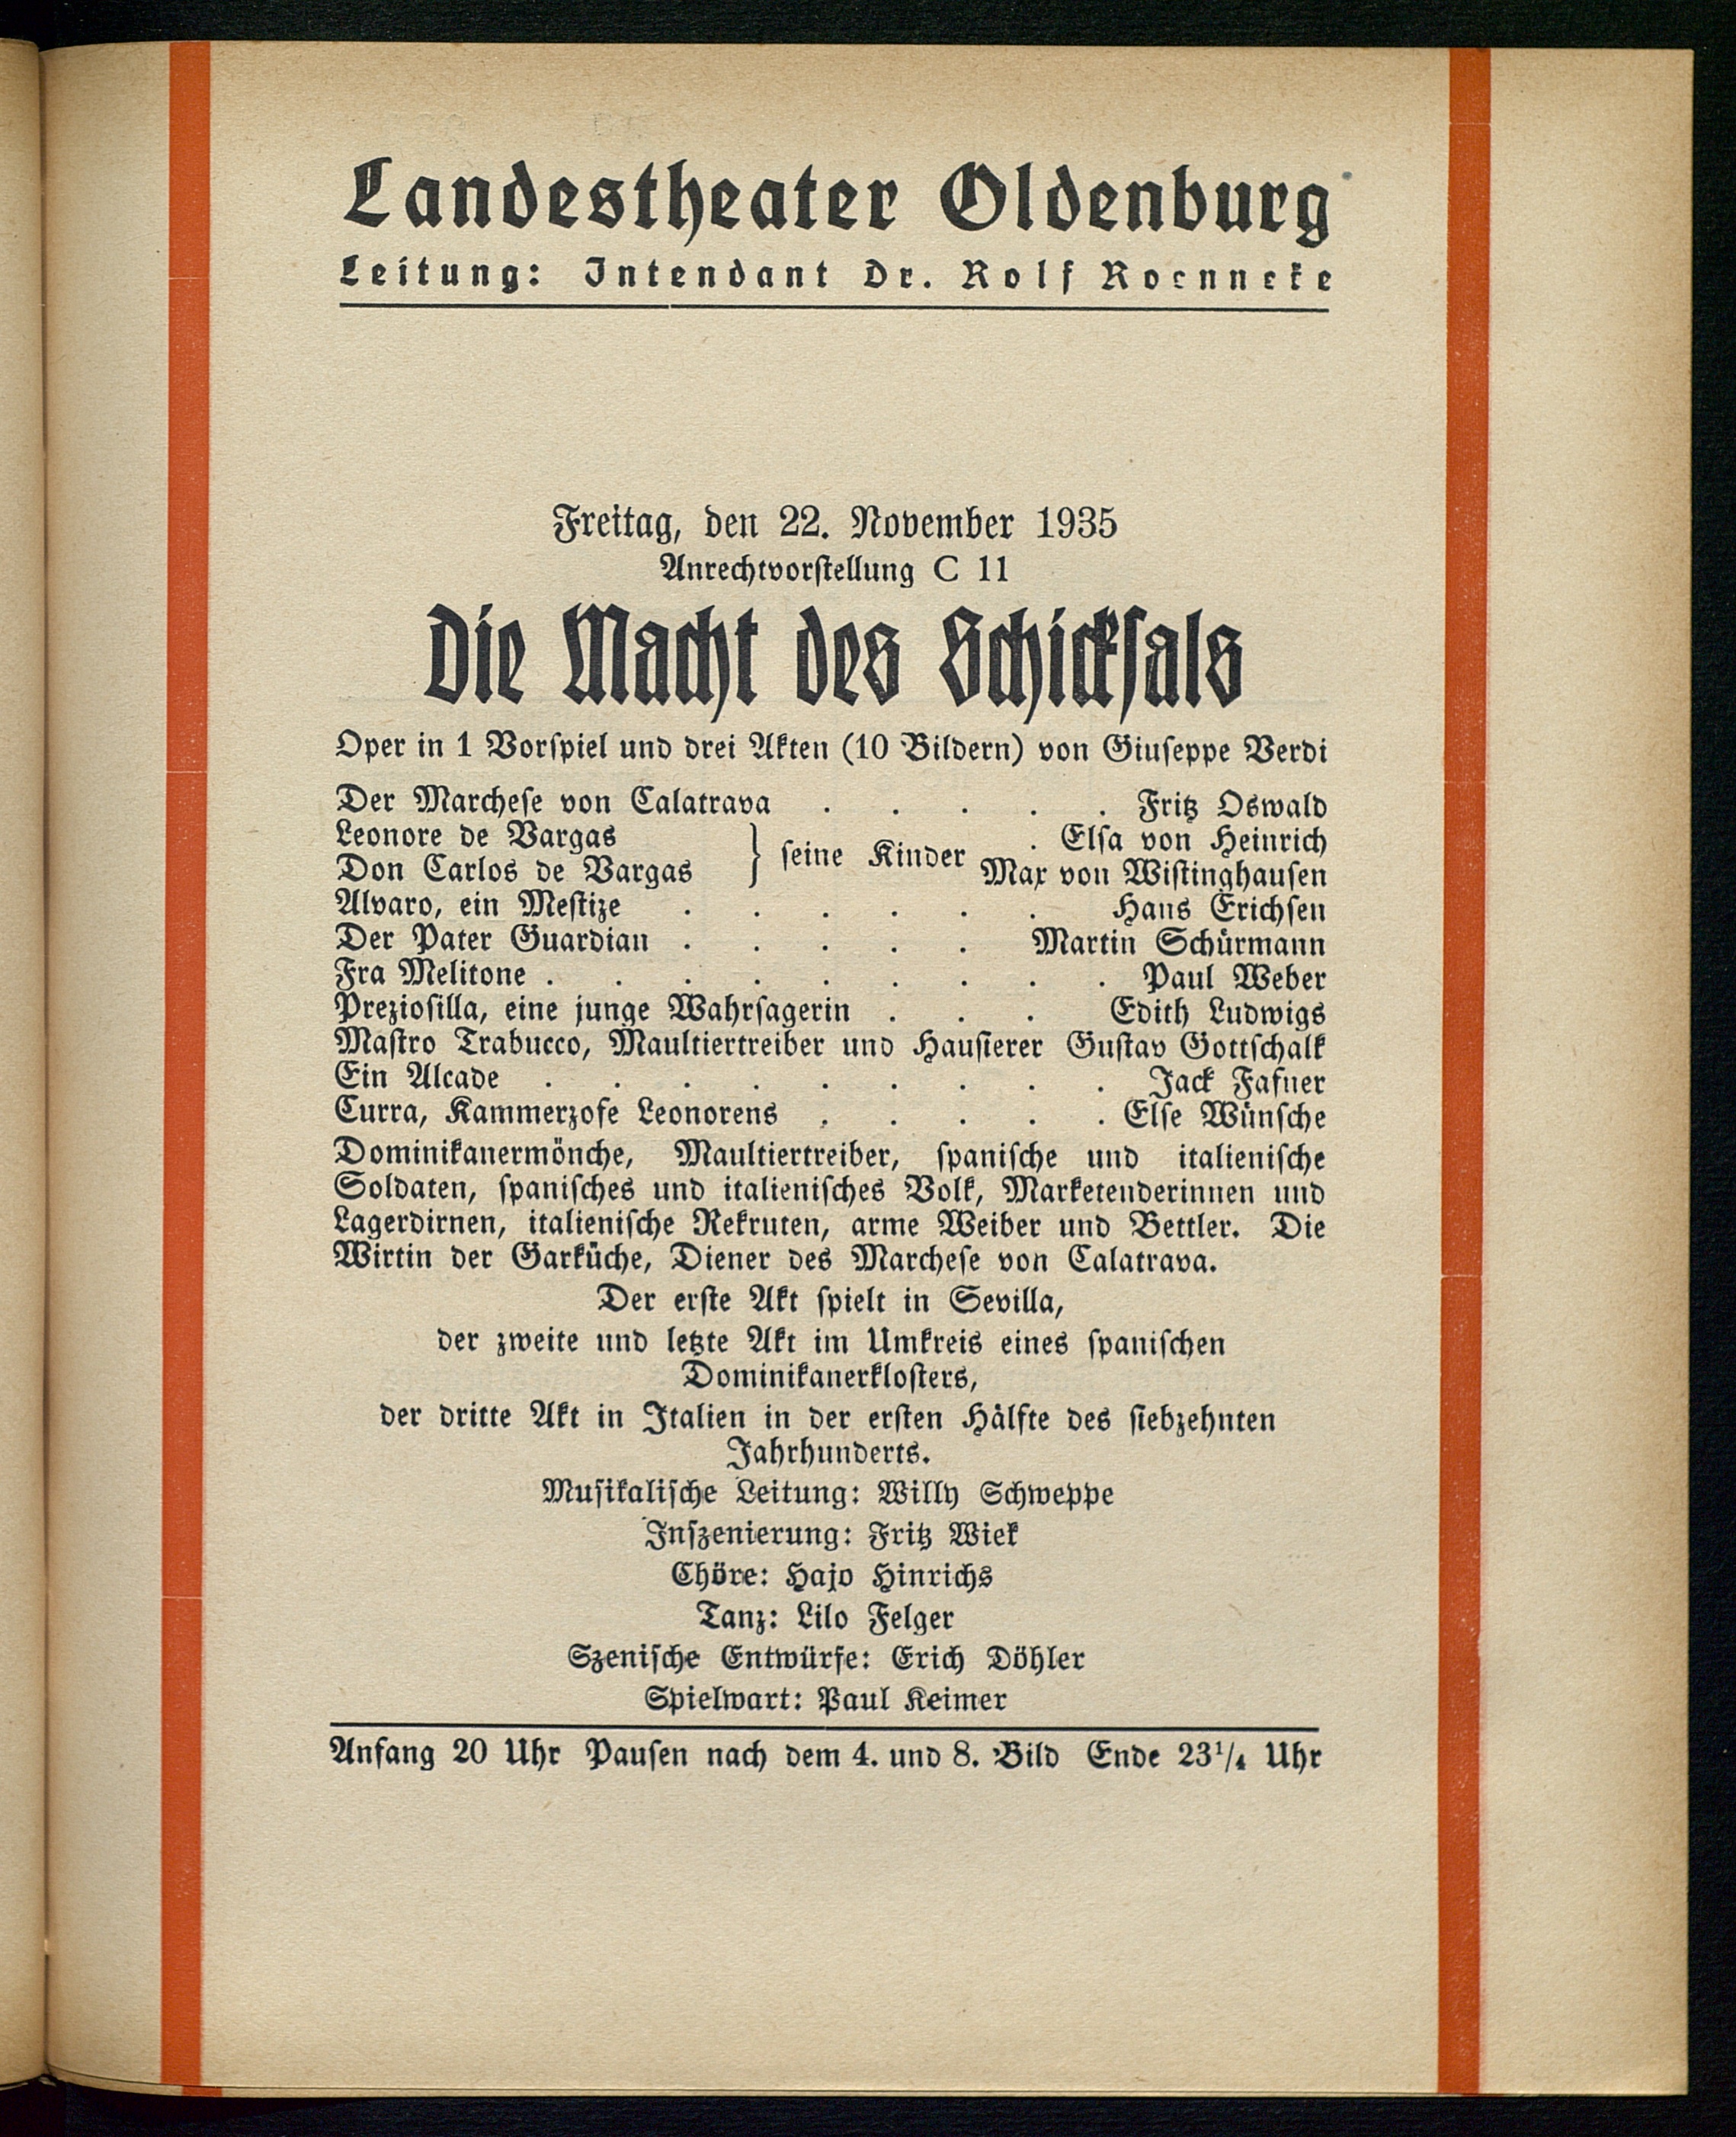 Landestheater Oldenburg
Leitung: Intendant Dr. Rolf Roenneke
Freitag, den 22. November 1935
Anrechtvorstellung C 11
Die Macht des Schicksals
Oper in 1 Vorspiel und drei Akten (10 Bildern) von Giuseppe Verdi
Der Marchese von Calatrava . . . . . Fritz Oswald
Leonore de Vargas } seine Kinder . Elsa von Heinrich
Don Carlos de Vargas } Max von Wistinghausen
Alvaro, ein Mestize . . . . . . Hans Erichsen
Der Pater Guardian . . . . . Martin Schürmann
Fra Melitone . . . . . . . . . Paul Weber
Preziosilla, eine junge Wahrsagerin . . . Edith Ludwigs
Mastro Trabucco, Maultiertreiber und Hausierer Gustav Gottschalk
Ein Alcade . . . . . . . . . Jack Fafner
Curra, Kammerzofe Leonorens . . . . . Else Wünsche
Dominikanermönche, Maultiertreiber, spanische und italienische
Soldaten, spanisches und italienisches Volk, Marketenderinnen und
Lagerdirnen, italienische Rekruten, arme Weiber und Bettler. Die
Wirtin der Garküche, Diener des Marchese von Calatrava.
Der erste Akt spielt in Sevilla,
der zweite und letzte Akt im Umkreis eines spanischen
Dominikanerklosters,
der dritte Akt in Italien in der ersten Hälfte des siebzehnten
Jahrhunderts.
Musikalische Leitung: Willy Schweppe
Inszenierung: Fritz Wiek
Chöre: Hajo Hinrichs
Tanz: Lilo Felger
Szenische Entwürfe: Erich Döhler
Spielwart: Paul Keimer
Anfang 20 Uhr Pausen nach dem 4. und 8. Bild Ende 23¹/₄ Uhr